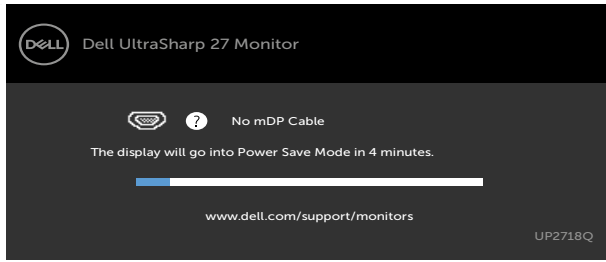 DELL
Dell UltraSharp 27 Monitor
? No mDP Cable
The display will go into Power Save Mode in 4 minutes.
www.dell.com/support/monitors
UP2718Q